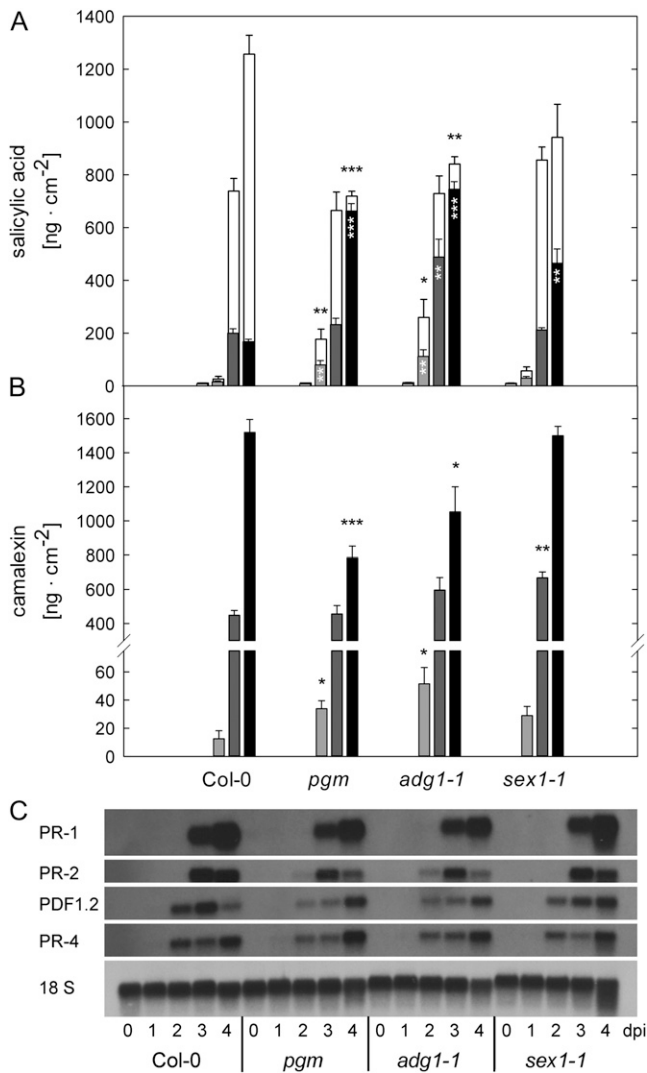 A
1400
1200
1000
800
600
400
200
0
salicylic acid
[ng · cm-2]
** ** *** ***
* ** ** ** ***
**
B
1600
1400
1200
1000
800
600
400
60
40
20
0
camalexin
[ng · cm-2]
* *** * * **
Col-0 pgm adg1-1 sex1-1
C
PR-1
PR-2
PDF1.2
PR-4
18 S
0 1 2 3 4 0 1 2 3 4 0 1 2 3 4 0 1 2 3 4 dpi
Col-0 pgm adg1-1 sex1-1